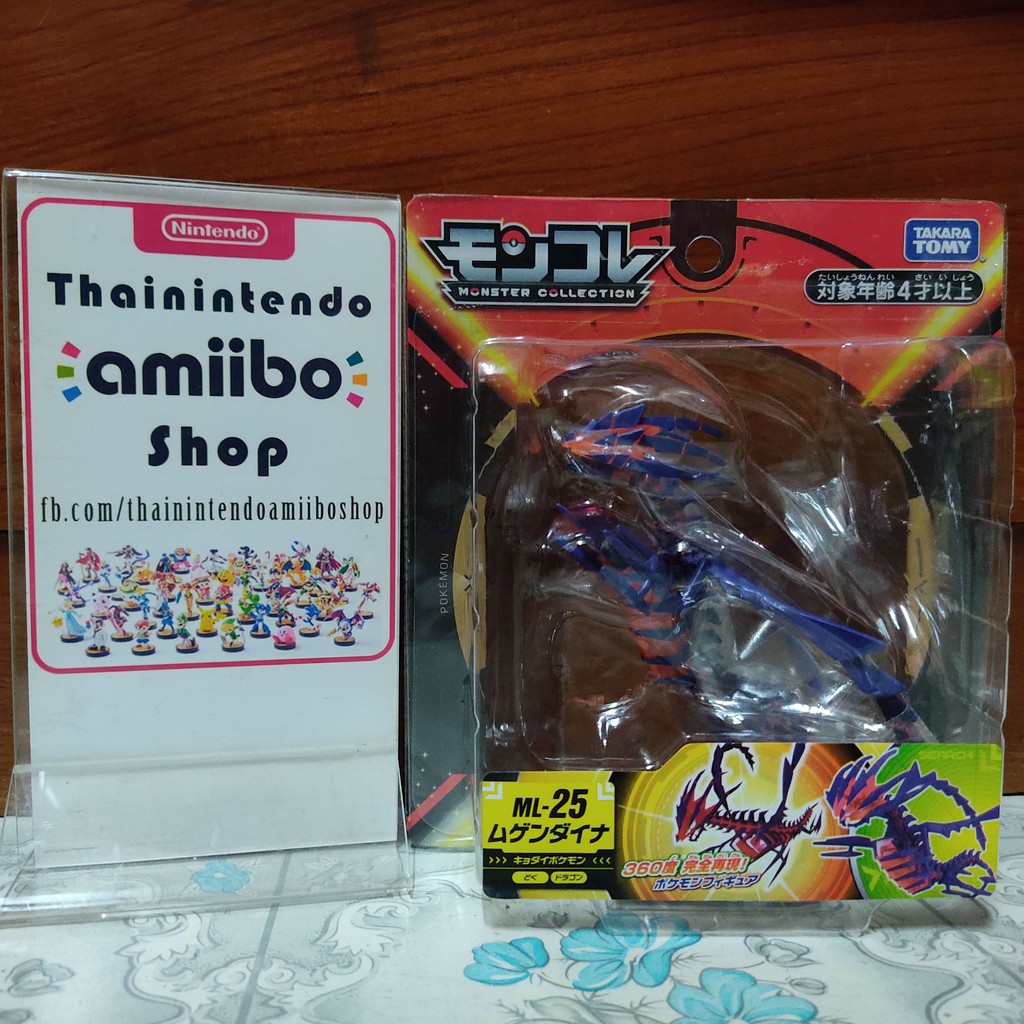 Nintendo
Thainintendo
amiibo
Shop
fb.com/thainintendoamiiboshop
モンコレ
MONSTER COLLECTION
TAKARA
TOMY
たいしょうねんれい さいいじょう
対象年齢4才以上
POKÉMON
ML-25
ムゲンダイナ
キョダイポケモン
どく ドラゴン
360度 完全再現!
ポケモンフィギュア